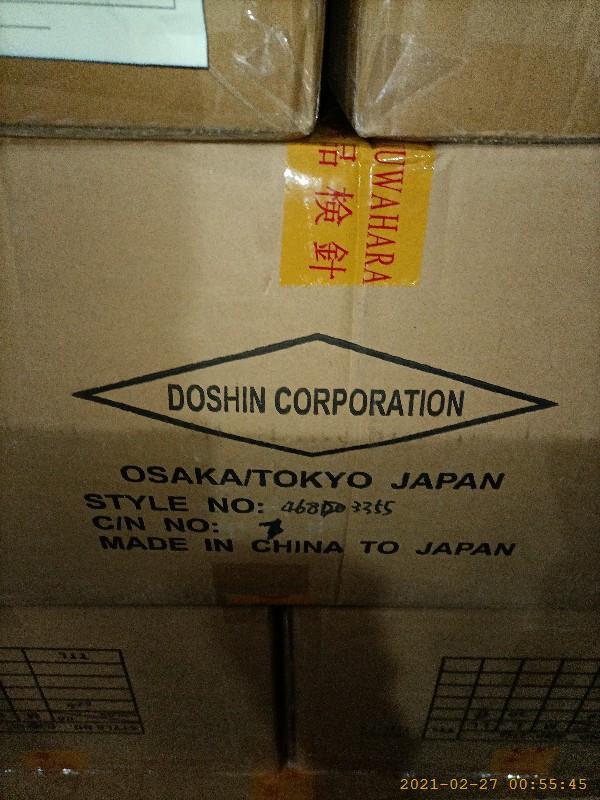 UWAHARA
品検針
DOSHIN CORPORATION
OSAKA/TOKYO JAPAN
STYLE NO:
C/N NO:
MADE IN CHINA TO JAPAN
TTL
2021-02-27 00:55:45